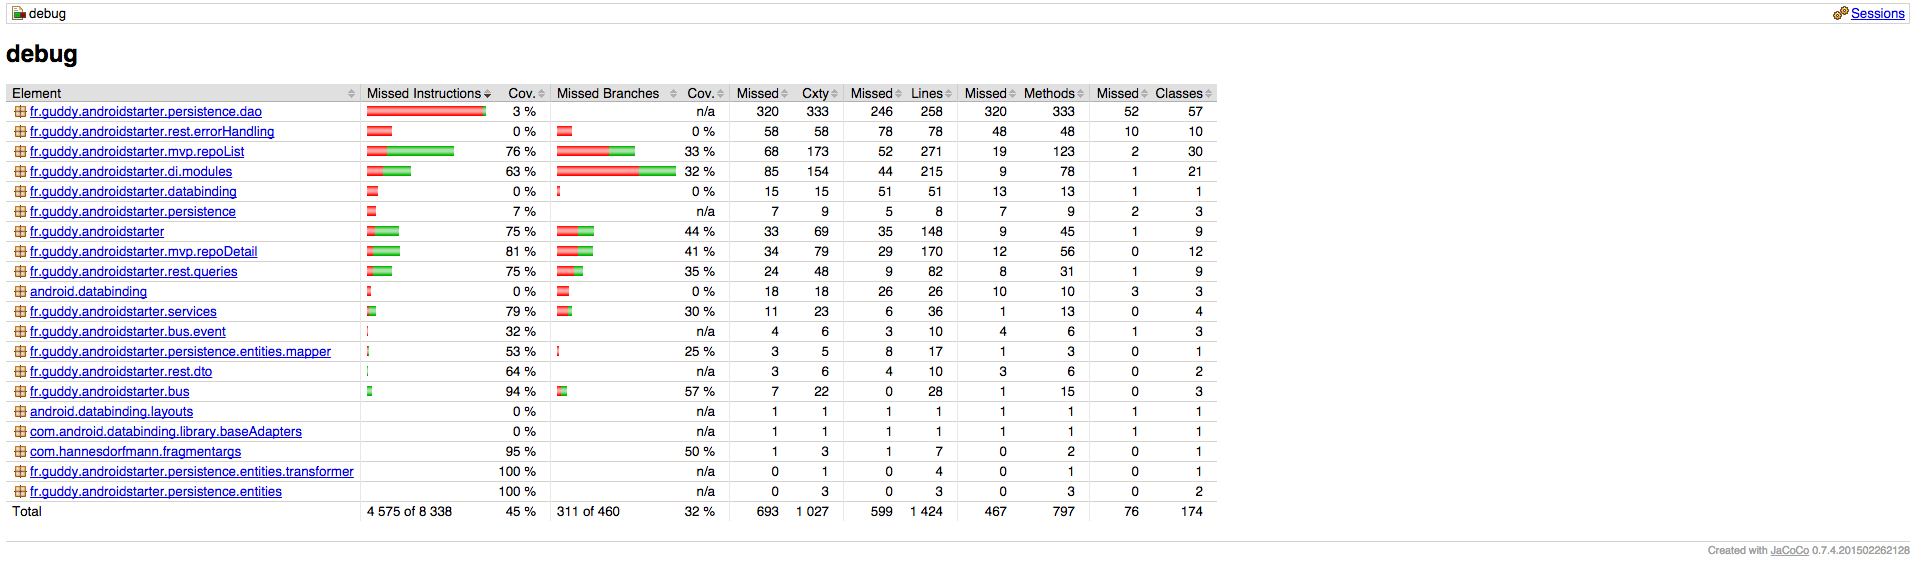 debug Sessions
debug
Element Missed Instructions Cov. Missed Branches Cov. Missed Cxty Missed Lines Missed Methods Missed Classes
fr.guddy.androidstarter.persistence.dao 3 % n/a 320 333 246 258 320 333 52 57
fr.guddy.androidstarter.rest.errorHandling 0 % 0 % 58 58 78 78 48 48 10 10
fr.guddy.androidstarter.mvp.repoList 76 % 33 % 68 173 52 271 19 123 2 30
fr.guddy.androidstarter.di.modules 63 % 32 % 85 154 44 215 9 78 1 21
fr.guddy.androidstarter.databinding 0 % 0 % 15 15 51 51 13 13 1 1
fr.guddy.androidstarter.persistence 7 % n/a 7 9 5 8 7 9 2 3
fr.guddy.androidstarter 75 % 44 % 33 69 35 148 9 45 1 9
fr.guddy.androidstarter.mvp.repoDetail 81 % 41 % 34 79 29 170 12 56 0 12
fr.guddy.androidstarter.rest.queries 75 % 35 % 24 48 9 82 8 31 1 9
android.databinding 0 % 0 % 18 18 26 26 10 10 3 3
fr.guddy.androidstarter.services 79 % 30 % 11 23 6 36 1 13 0 4
fr.guddy.androidstarter.bus.event 32 % n/a 4 6 3 10 4 6 1 3
fr.guddy.androidstarter.persistence.entities.mapper 53 % 25 % 3 5 8 17 1 3 0 1
fr.guddy.androidstarter.rest.dto 64 % n/a 3 6 4 10 3 6 0 2
fr.guddy.androidstarter.bus 94 % 57 % 7 22 0 28 1 15 0 3
android.databinding.layouts 0 % n/a 1 1 1 1 1 1 1 1
com.android.databinding.library.baseAdapters 0 % n/a 1 1 1 1 1 1 1 1
com.hannesdorfmann.fragmentargs 95 % 50 % 1 3 1 7 0 2 0 1
fr.guddy.androidstarter.persistence.entities.transformer 100 % n/a 0 1 0 4 0 1 0 1
fr.guddy.androidstarter.persistence.entities 100 % n/a 0 3 0 3 0 3 0 2
Total 4 575 of 8 338 45 % 311 of 460 32 % 693 1 027 599 1 424 467 797 76 174
Created with JaCoCo 0.7.4.201502262128